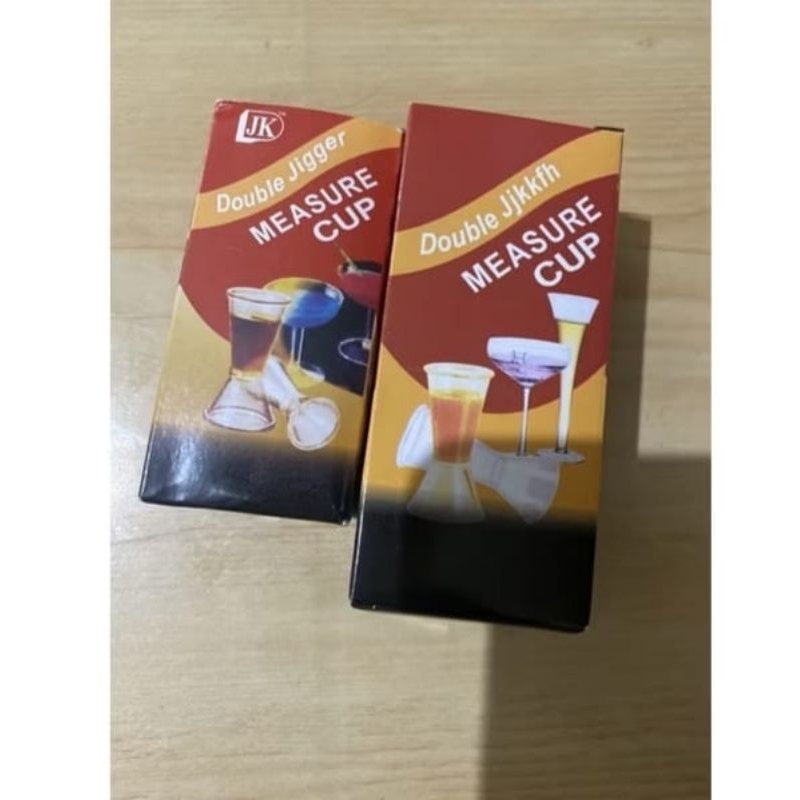 JK
Double Jigger
MEASURE
CUP
Double Jjkkfh
MEASURE
CUP